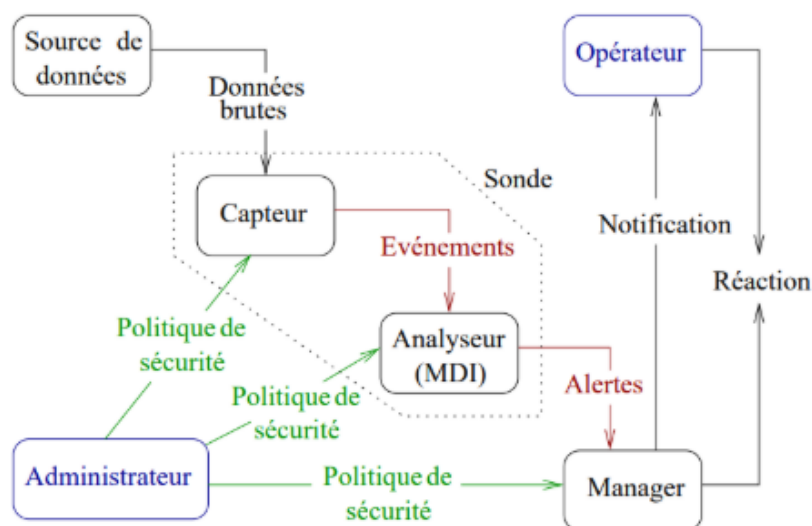 Source de
données
Opérateur
Données
brutes
Sonde
Capteur
Notification
Evénements
Réaction
Politique de
sécurité
Analyseur
(MDI)
Politique de
sécurité
Alertes
Administrateur
Politique de
sécurité
Manager